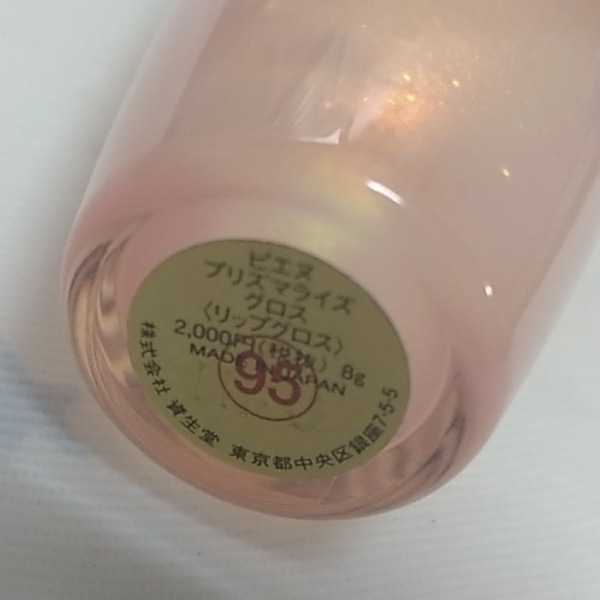 ピエヌ
プリズマライズ
グロス
〈リップグロス〉
2,000円(税抜) 8g
MADE IN JAPAN
95
株式会社 資生堂 東京都中央区銀座7-5-5